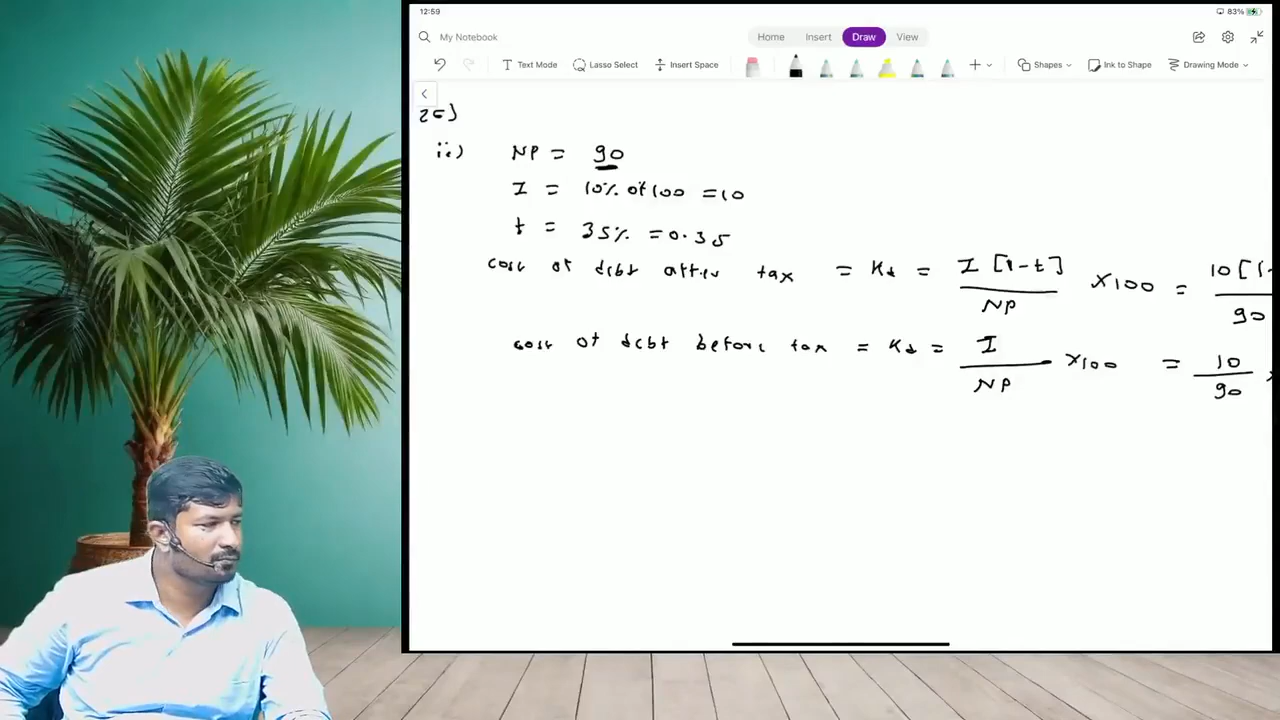 12:59
83%
My Notebook
Home Insert Draw View
Text Mode Lasso Select Insert Space Shapes Ink to Shape Drawing Mode
ii)
NP = 90
I = 10% of 100 = 10
t = 35% = 0.35
cost of debt after tax = Kd = I [1-t] / NP × 100 = 10 [1- / 90
cost of debt before tax = Kd = I / NP × 100 = 10 / 90